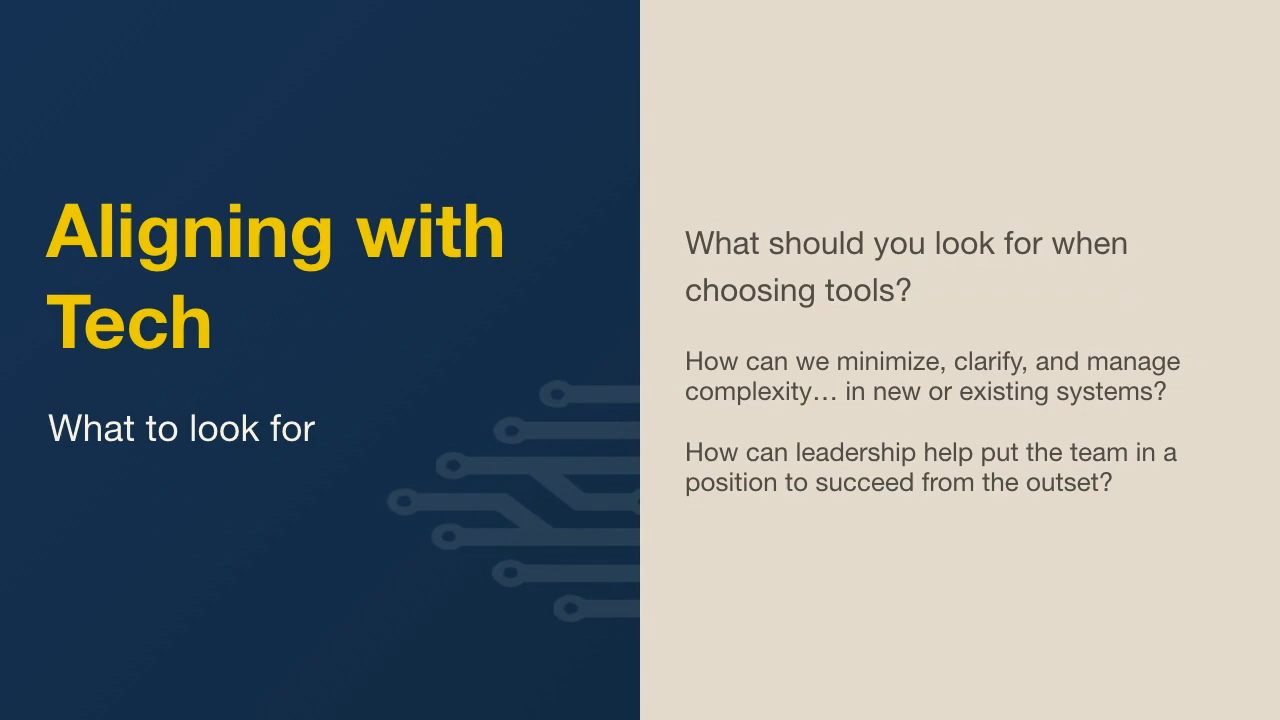 Aligning with
Tech
What to look for
What should you look for when
choosing tools?
How can we minimize, clarify, and manage
complexity… in new or existing systems?
How can leadership help put the team in a
position to succeed from the outset?